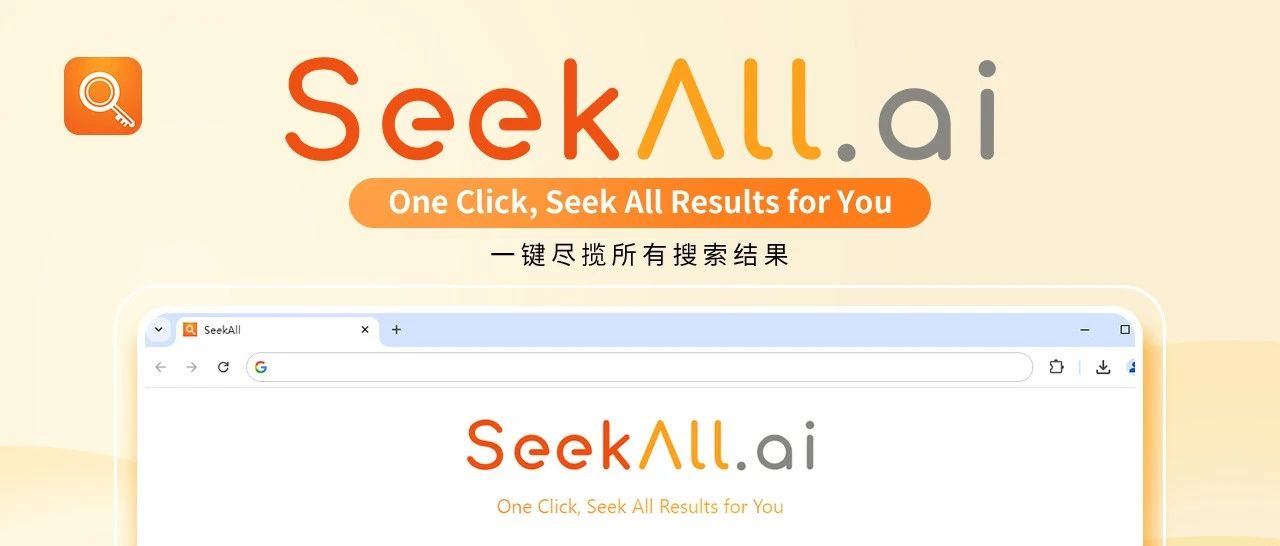 SeekAll.ai
One Click, Seek All Results for You
一键尽揽所有搜索结果
SeekAll
SeekAll.ai
One Click, Seek All Results for You